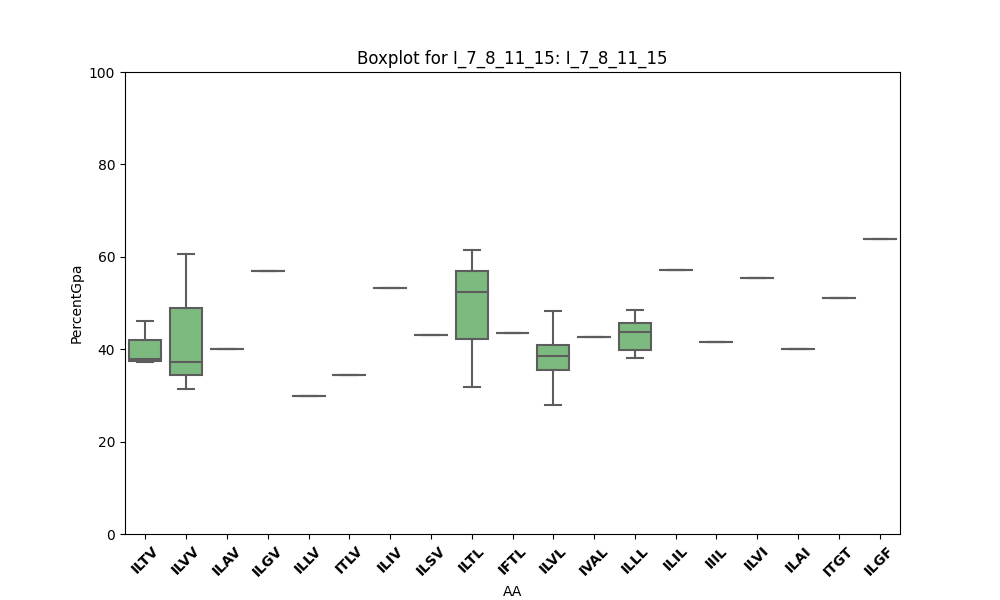 Boxplot for I_7_8_11_15: I_7_8_11_15
100
80
60
40
20
0
PercentGpa
ILTV
ILVV
ILAV
ILGV
ILLV
ITLV
ILIV
ILSV
ILTL
IFTL
ILVL
IVAL
ILLL
ILIL
IIIL
ILVI
ILAI
ITGT
ILGF
AA